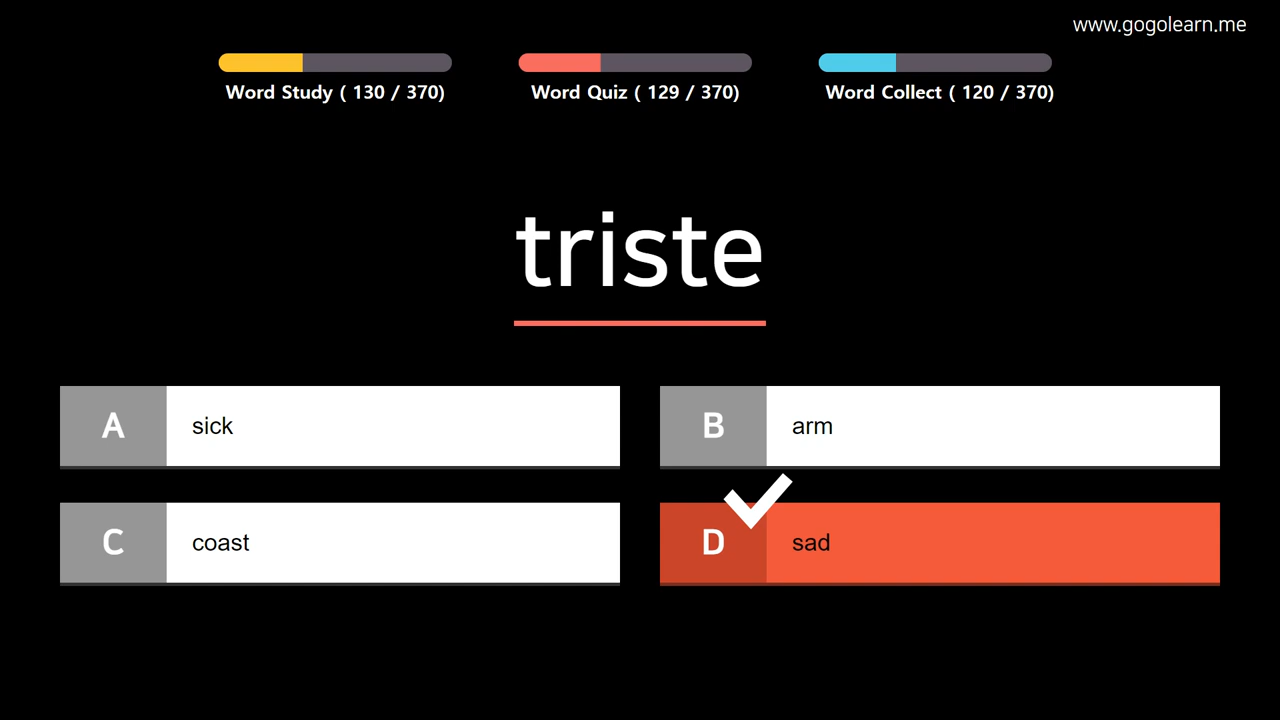 www.gogolearn.me
Word Study ( 130 / 370)
Word Quiz ( 129 / 370)
Word Collect ( 120 / 370)
triste
A sick
B arm
C coast
D sad